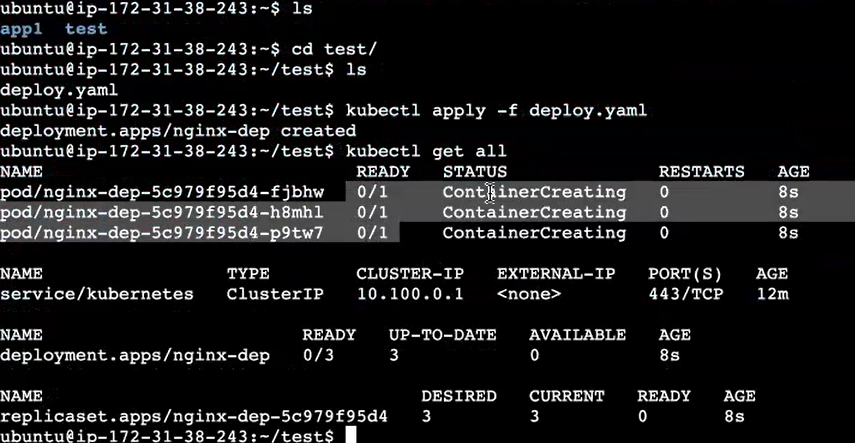 ubuntu@ip-172-31-38-243:~$ ls
app1 test
ubuntu@ip-172-31-38-243:~$ cd test/
ubuntu@ip-172-31-38-243:~/test$ ls
deploy.yaml
ubuntu@ip-172-31-38-243:~/test$ kubectl apply -f deploy.yaml
deployment.apps/nginx-dep created
ubuntu@ip-172-31-38-243:~/test$ kubectl get all
NAME READY STATUS RESTARTS AGE
pod/nginx-dep-5c979f95d4-fjbhw 0/1 ContainerCreating 0 8s
pod/nginx-dep-5c979f95d4-h8mhl 0/1 ContainerCreating 0 8s
pod/nginx-dep-5c979f95d4-p9tw7 0/1 ContainerCreating 0 8s
NAME TYPE CLUSTER-IP EXTERNAL-IP PORT(S) AGE
service/kubernetes ClusterIP 10.100.0.1 <none> 443/TCP 12m
NAME READY UP-TO-DATE AVAILABLE AGE
deployment.apps/nginx-dep 0/3 3 0 8s
NAME DESIRED CURRENT READY AGE
replicaset.apps/nginx-dep-5c979f95d4 3 3 0 8s
ubuntu@ip-172-31-38-243:~/test$